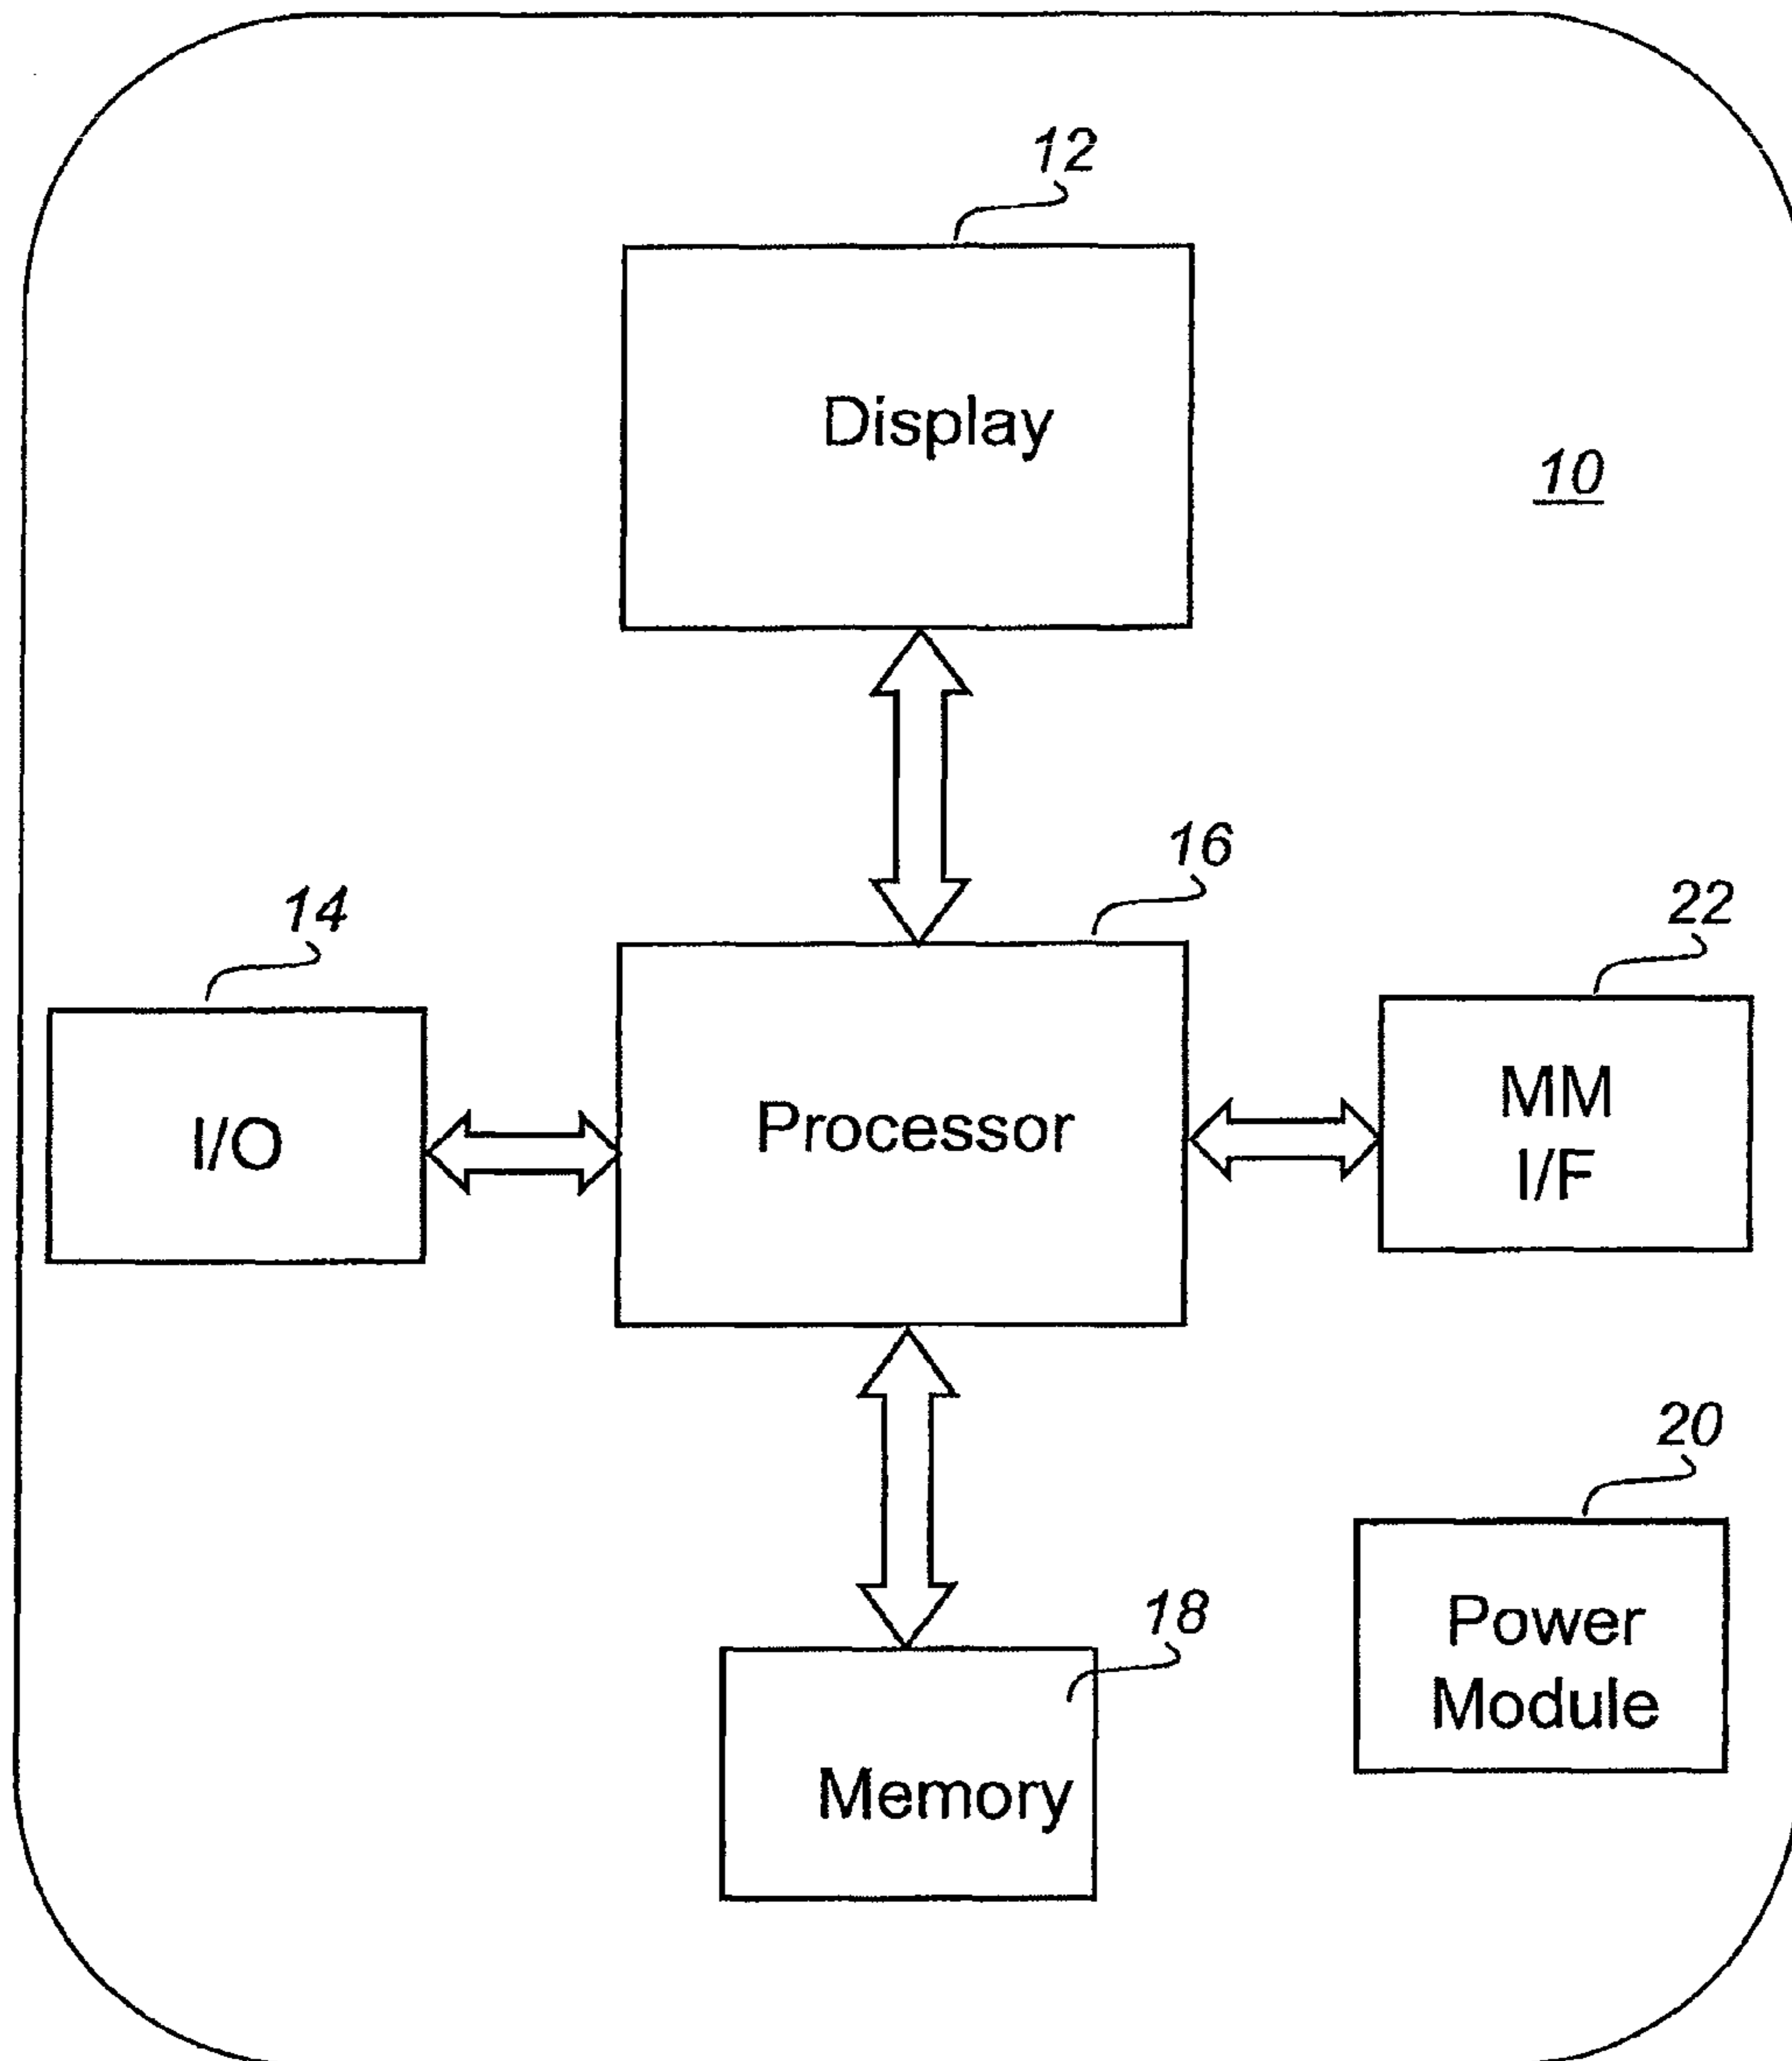 12
Display
10
16
14
22
I/O
Processor
MM
I/F
20
18
Power
Module
Memory